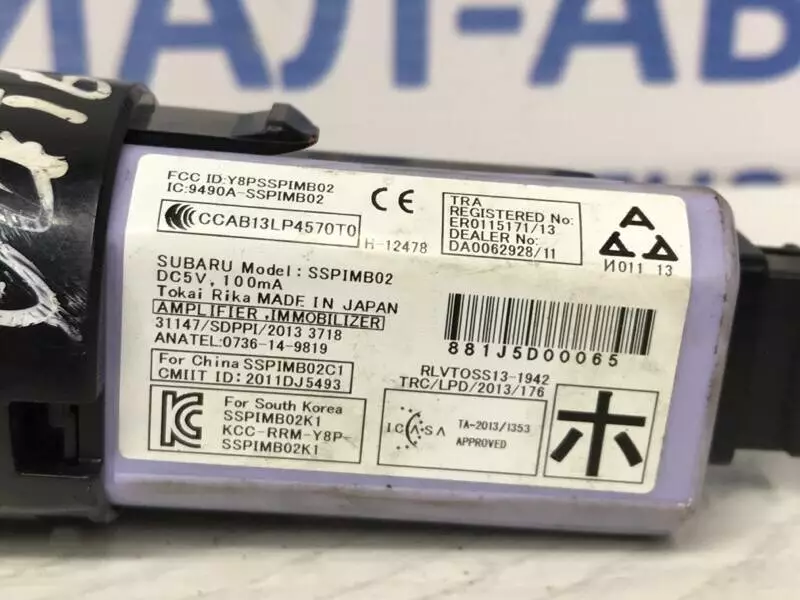 ИАЛ-АВ
FCC ID:Y8PSSPIMB02
IC:9490A-SSPIMB02
CE
CCAB13LP4570T0
H-12478
TRA
REGISTERED No:
ER0115171/13
DEALER No:
DA0062928/11
И011 13
SUBARU Model: SSPIMB02
DC5V, 100mA
Tokai Rika MADE IN JAPAN
AMPLIFIER ,IMMOBILIZER
31147/SDPPI/2013 3718
ANATEL:0736-14-9819
881J5D00065
For China SSPIMB02C1
CMIIT ID:2011DJ5493
RLVTOSS13-1942
TRC/LPD/2013/176
For South Korea
SSPIMB02K1
KCC-RRM-Y8P-
SSPIMB02K1
ICASA
TA-2013/1353
APPROVED
ホ